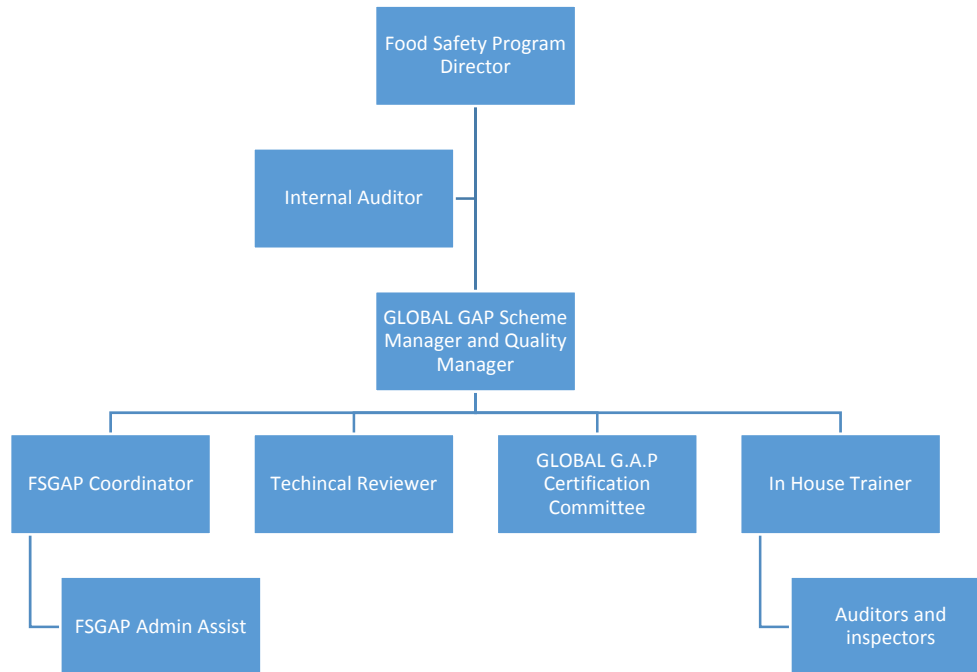 Food Safety Program
Director
Internal Auditor
GLOBAL GAP Scheme
Manager and Quality
Manager
FSGAP Coordinator
Techincal Reviewer
GLOBAL G.A.P
Certification
Committee
In House Trainer
FSGAP Admin Assist
Auditors and
inspectors